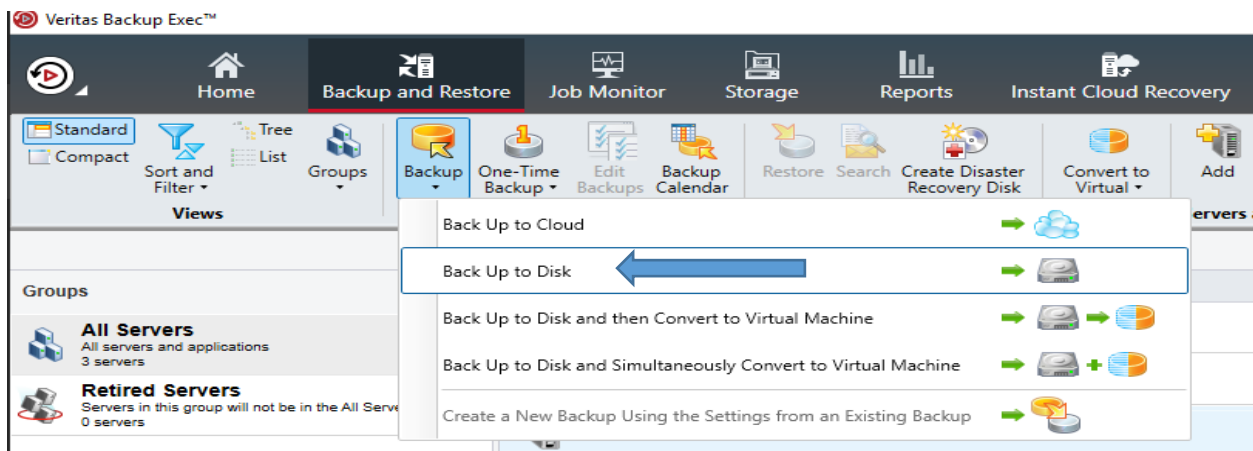 Veritas Backup Exec™
Home
Backup and Restore
Job Monitor
Storage
Reports
Instant Cloud Recovery
Standard
Compact
Sort and
Filter
Tree
List
Groups
Views
Backup
One-Time
Backup
Edit
Backups
Backup
Calendar
Restore
Search
Create Disaster
Recovery Disk
Convert to
Virtual
Add
ervers
Back Up to Cloud
Back Up to Disk
Back Up to Disk and then Convert to Virtual Machine
Back Up to Disk and Simultaneously Convert to Virtual Machine
Create a New Backup Using the Settings from an Existing Backup
Groups
All Servers
All servers and applications
3 servers
Retired Servers
Servers in this group will not be in the All Serve
0 servers